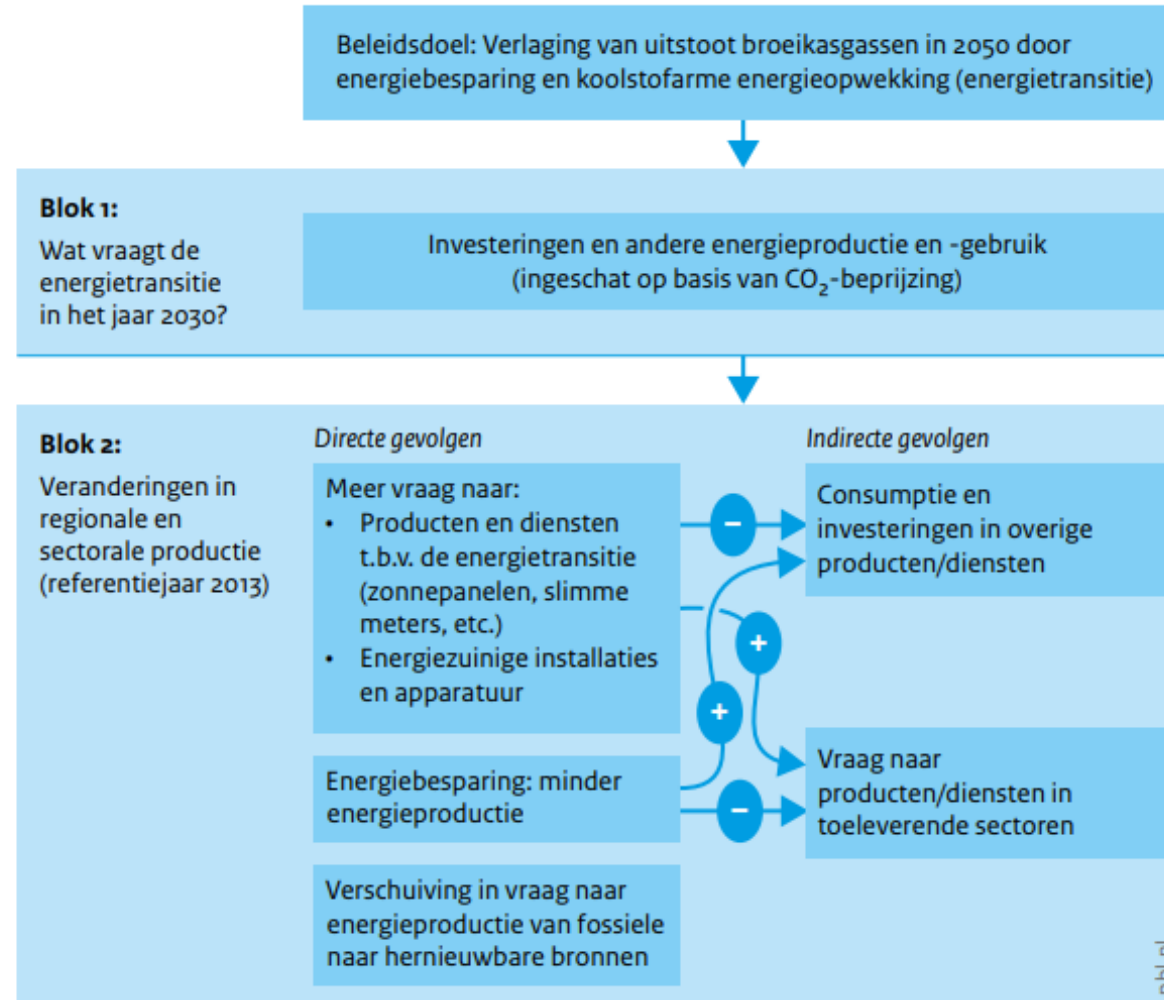 Beleidsdoel: Verlaging van uitstoot broeikasgassen in 2050 door
energiebesparing en koolstofarme energieopwekking (energietransitie)
Blok 1:
Wat vraagt de
energietransitie
in het jaar 2030?
Investeringen en andere energieproductie en -gebruik
(ingeschat op basis van CO₂-beprijzing)
Blok 2:
Veranderingen in
regionale en
sectorale productie
(referentiejaar 2013)
Directe gevolgen
Meer vraag naar:
• Producten en diensten
t.b.v. de energietransitie
(zonnepanelen, slimme
meters, etc.)
• Energiezuinige installaties
en apparatuur
Energiebesparing: minder
energieproductie
Verschuiving in vraag naar
energieproductie van fossiele
naar hernieuwbare bronnen
–
+
+
–
Indirecte gevolgen
Consumptie en
investeringen in overige
producten/diensten
Vraag naar
producten/diensten in
toeleverende sectoren
pbl.nl